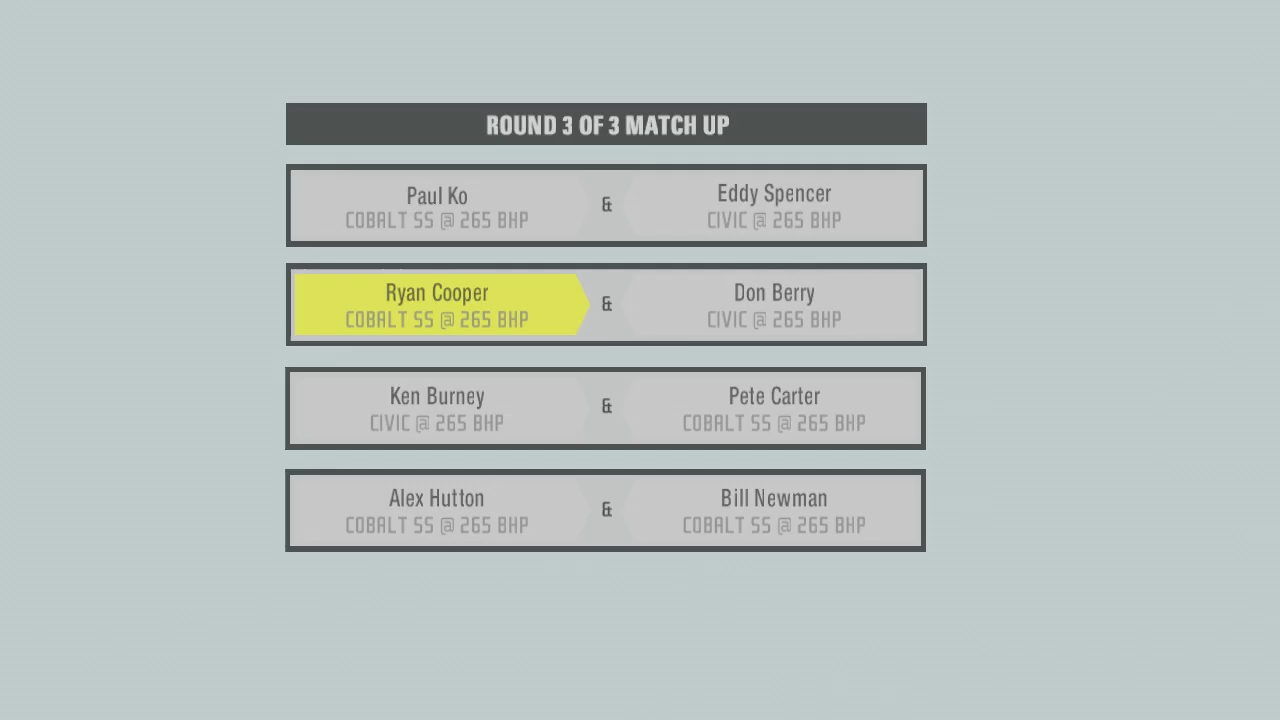 ROUND 3 OF 3 MATCH UP
Paul Ko
COBALT SS @ 265 BHP
&
Eddy Spencer
CIVIC @ 265 BHP
Ryan Cooper
COBALT SS @ 265 BHP
&
Don Berry
CIVIC @ 265 BHP
Ken Burney
CIVIC @ 265 BHP
&
Pete Carter
COBALT SS @ 265 BHP
Alex Hutton
COBALT SS @ 265 BHP
&
Bill Newman
COBALT SS @ 265 BHP